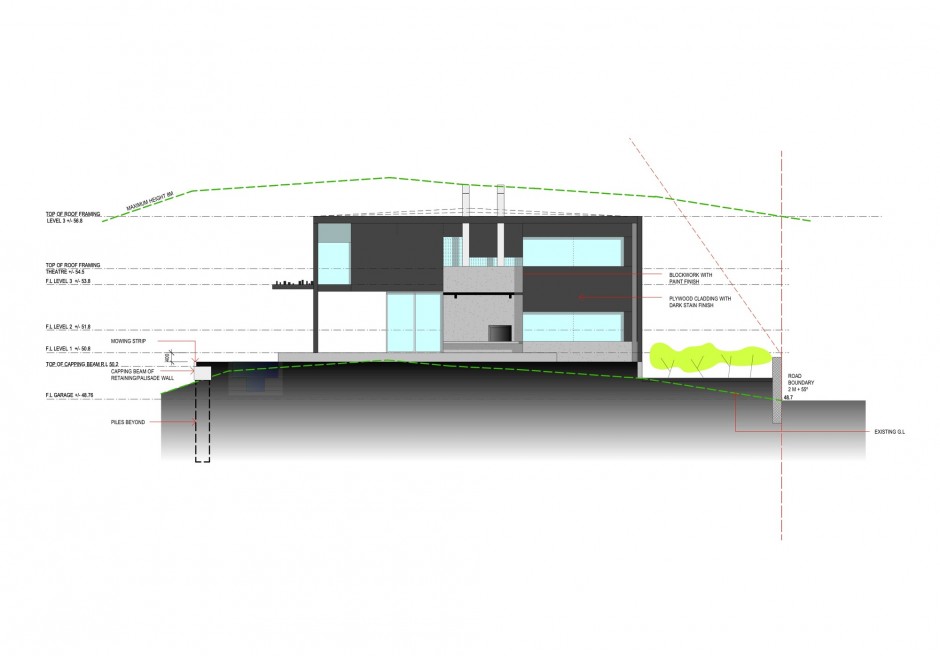 MAXIMUM HEIGHT 8M
TOP OF ROOF FRAMING
LEVEL 3 +/- 56.8
TOP OF ROOF FRAMING
THEATRE +/- 54.5
F.L LEVEL 3 +/- 53.8
BLOCKWORK WITH
PAINT FINISH
PLYWOOD CLADDING WITH
DARK STAIN FINISH
F.L LEVEL 2 +/- 51.8
MOWING STRIP
F.L LEVEL 1 +/- 50.8
TOP OF CAPPING BEAM R.L 50.2
CAPPING BEAM OF
RETAINING/PALISADE WALL
ROAD
BOUNDARY
2 M + 55°
48.7
F.L GARAGE +/- 48.78
PILES BEYOND
EXISTING G.L